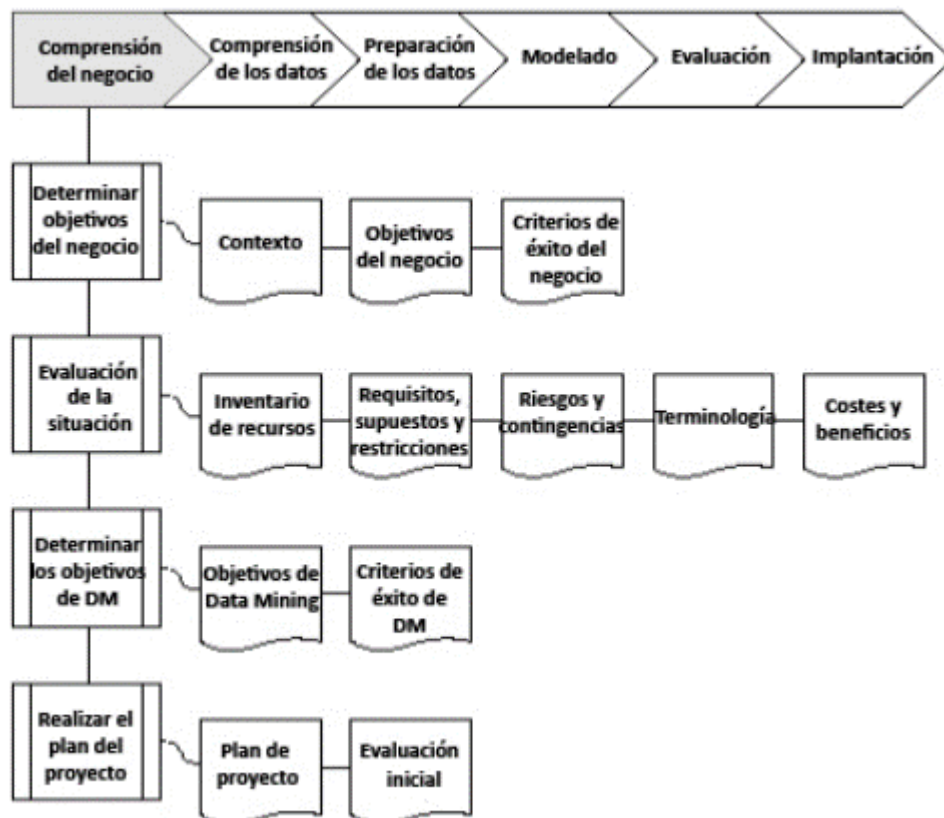 Comprensión
del negocio
Comprensión
de los datos
Preparación
de los datos
Modelado
Evaluación
Implantación
Determinar
objetivos
del negocio
Contexto
Objetivos
del negocio
Criterios de
éxito del
negocio
Evaluación
de la
situación
Inventario
de recursos
Requisitos,
supuestos y
restricciones
Riesgos y
contingencias
Terminología
Costes y
beneficios
Determinar
los objetivos
de DM
Objetivos de
Data Mining
Criterios de
éxito de
DM
Realizar el
plan del
proyecto
Plan de
proyecto
Evaluación
inicial